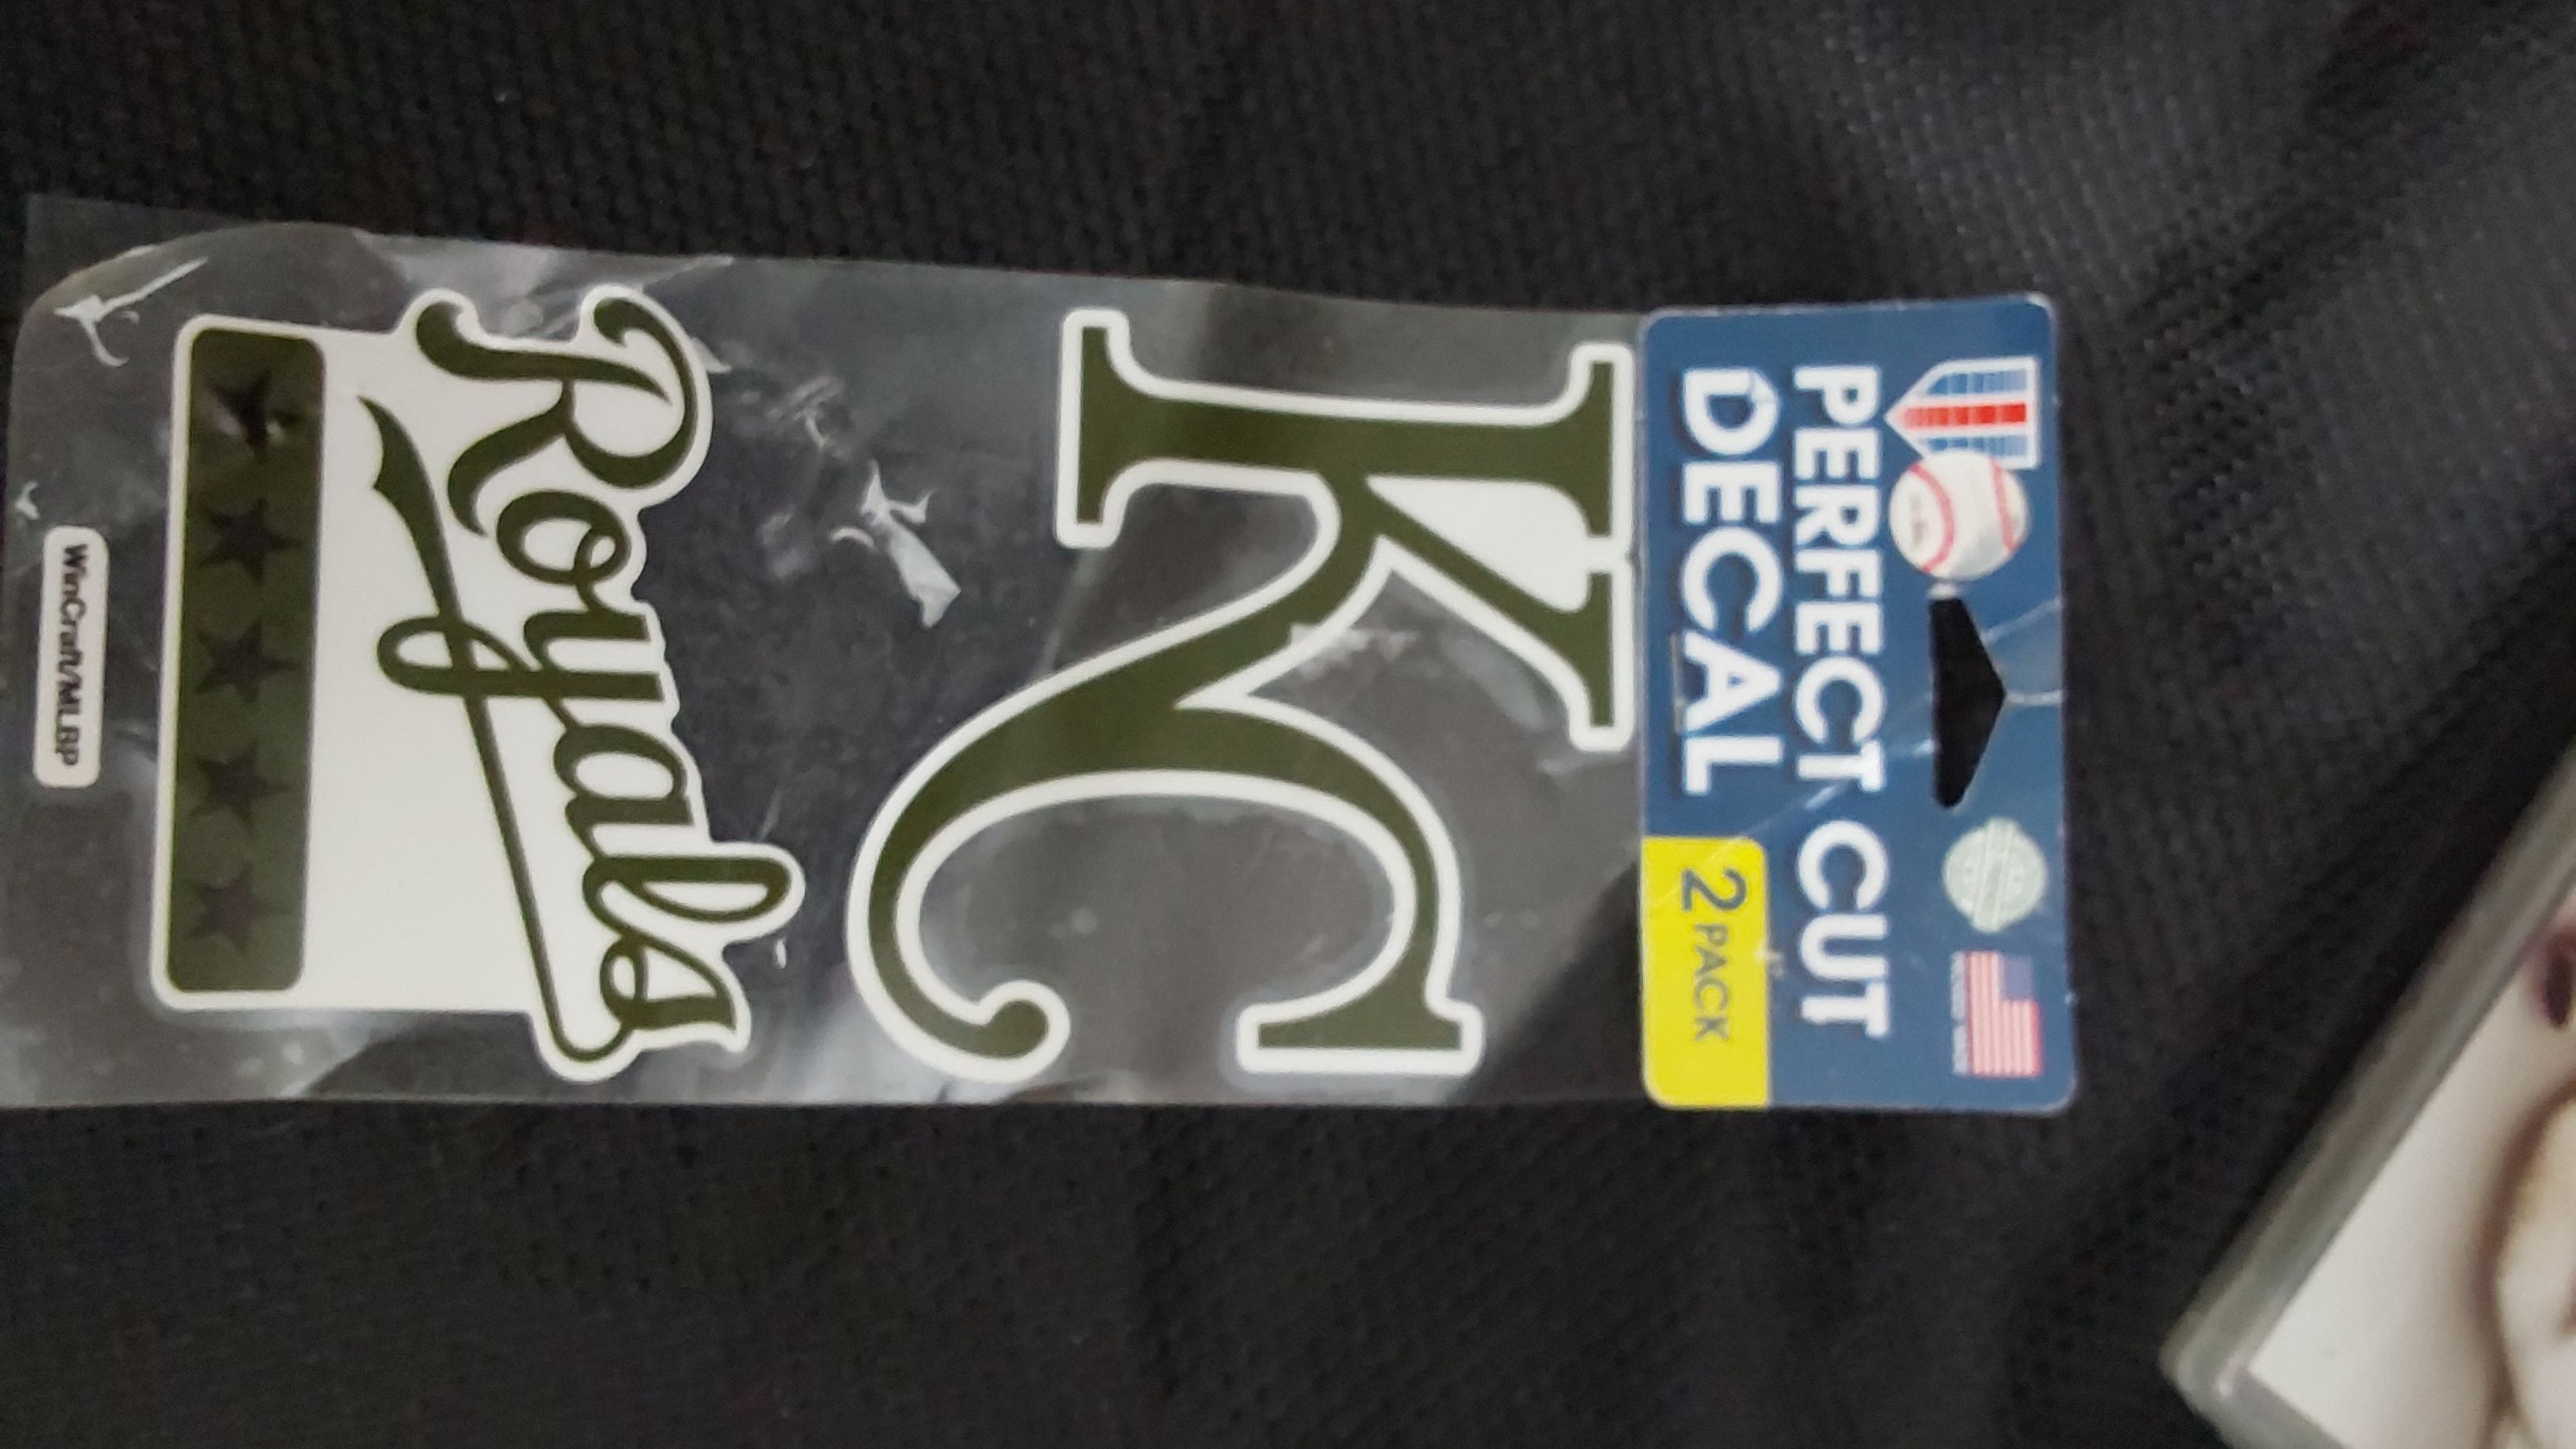 PERFECT CUT
DECAL
2 PACK
KC
Royals
WinCraft/MLBP